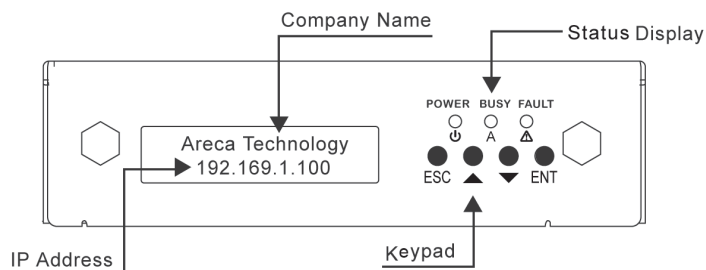 Company Name
Status Display
POWER BUSY FAULT
A
Areca Technology
192.169.1.100
ESC ENT
IP Address
Keypad